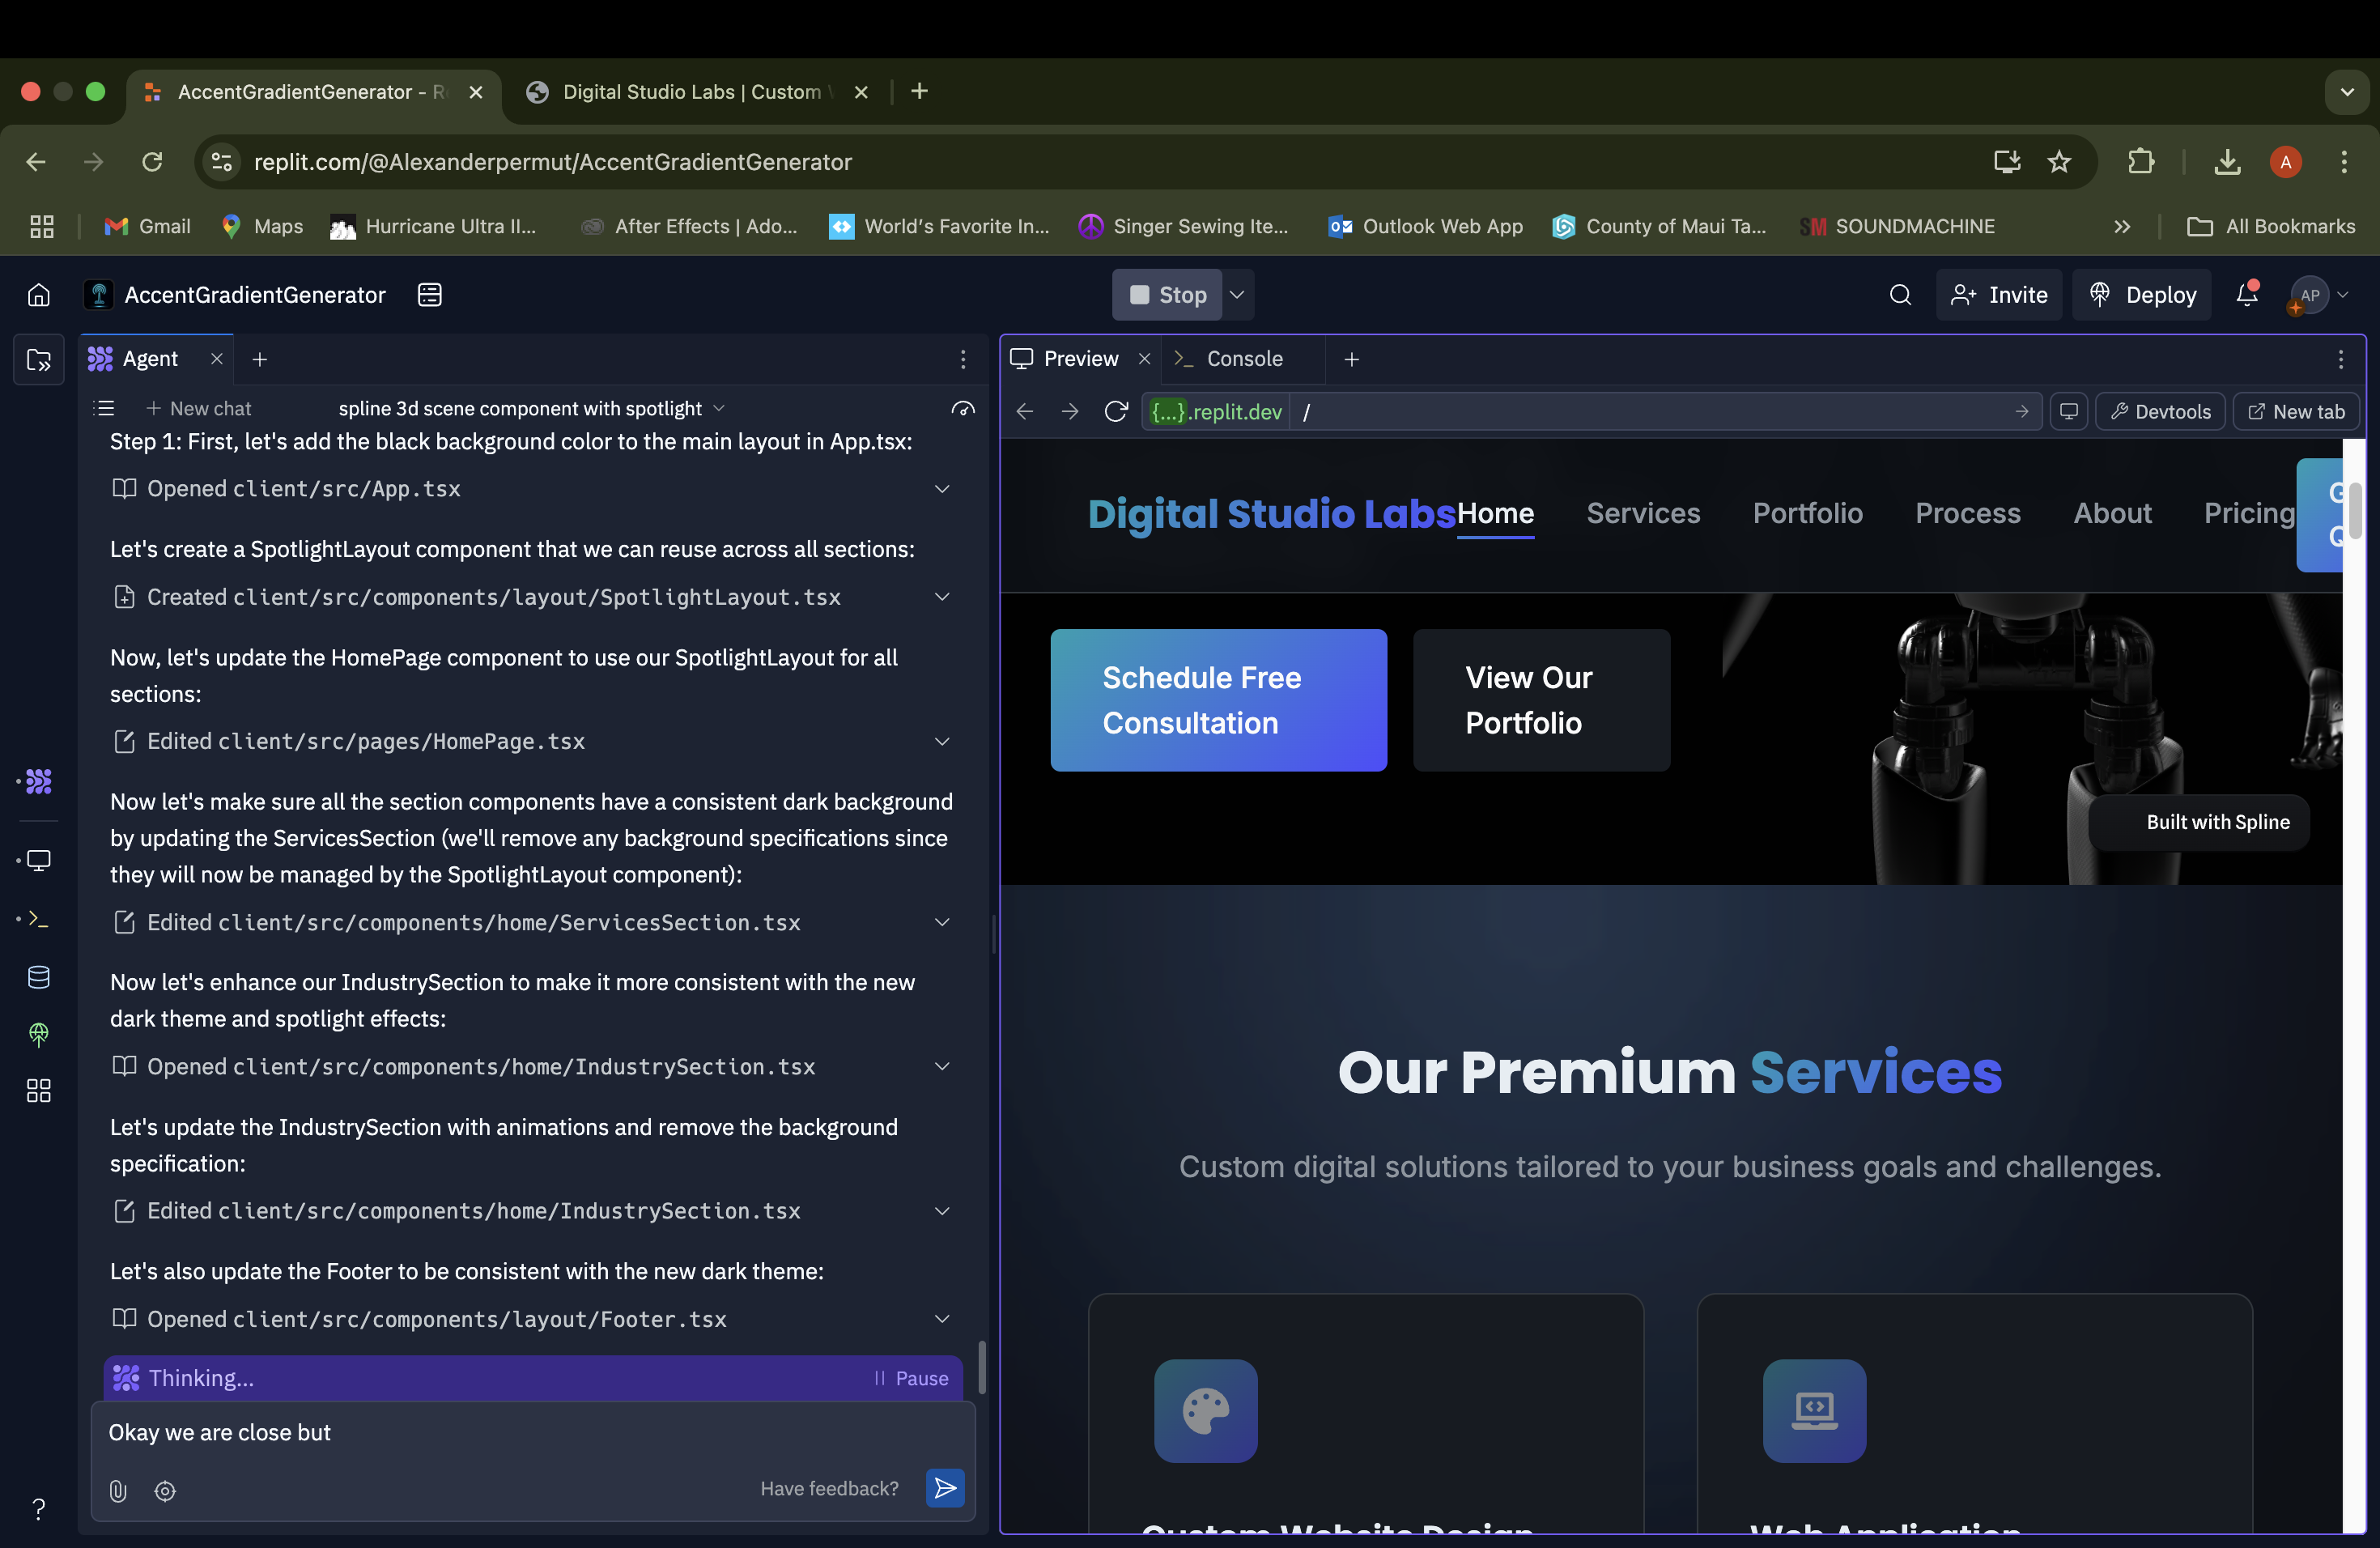 AccentGradientGenerator - R
Digital Studio Labs | Custom
replit.com/@Alexanderpermut/AccentGradientGenerator
A
Gmail
Maps
Hurricane Ultra II...
After Effects | Ado...
World's Favorite In...
Singer Sewing Ite...
Outlook Web App
County of Maui Ta...
SM SOUNDMACHINE
All Bookmarks
AccentGradientGenerator
Stop
Invite
Deploy
AP
Agent
New chat
spline 3d scene component with spotlight
Step 1: First, let's add the black background color to the main layout in App.tsx:
Opened client/src/App.tsx
Let's create a SpotlightLayout component that we can reuse across all sections:
Created client/src/components/layout/SpotlightLayout.tsx
Now, let's update the HomePage component to use our SpotlightLayout for all
sections:
Edited client/src/pages/HomePage.tsx
Now let's make sure all the section components have a consistent dark background
by updating the ServicesSection (we'll remove any background specifications since
they will now be managed by the SpotlightLayout component):
Edited client/src/components/home/ServicesSection.tsx
Now let's enhance our IndustrySection to make it more consistent with the new
dark theme and spotlight effects:
Opened client/src/components/home/IndustrySection.tsx
Let's update the IndustrySection with animations and remove the background
specification:
Edited client/src/components/home/IndustrySection.tsx
Let's also update the Footer to be consistent with the new dark theme:
Opened client/src/components/layout/Footer.tsx
Thinking...
Pause
Okay we are close but
Have feedback?
?
Preview
Console
{...}.replit.dev
/
Devtools
New tab
Digital Studio Labs
Home
Services
Portfolio
Process
About
Pricing
Schedule Free
Consultation
View Our
Portfolio
Built with Spline
Our Premium Services
Custom digital solutions tailored to your business goals and challenges.
Custom Website Design
Web Application